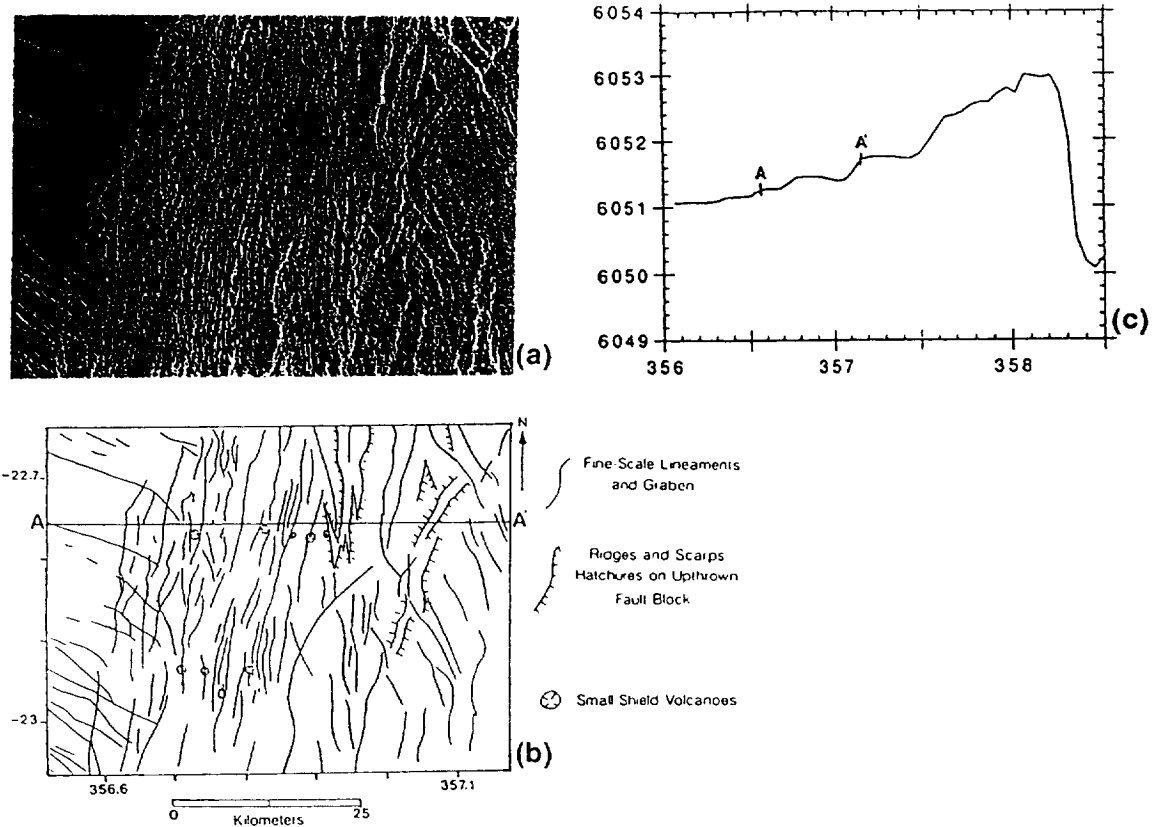 (a)
6054
6053
6052
6051
6050
6049
A
A'
356
357
358
(c)
N
-22.7
A
A'
-23
(b)
356.6
357.1
0
25
Kilometers
Fine-Scale Lineaments
and Graben
Ridges and Scarps
Hatchures on Upthrown
Fault Block
Small Shield Volcanoes